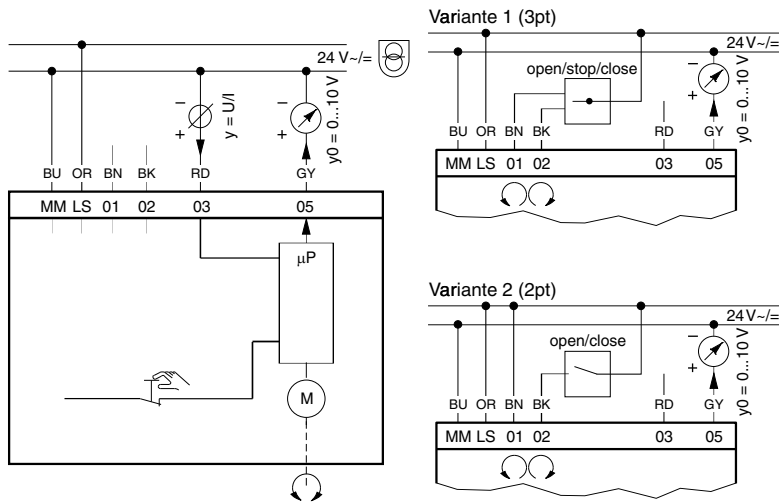 24 V~/=
y = U/I
y0 = 0...10 V
− − 
+ +
BU OR BN BK RD GY
MM LS 01 02 03 05
µP
M
Variante 1 (3pt)
24 V~/=
open/stop/close
y0 = 0...10 V
−
+
BU OR BN BK RD GY
MM LS 01 02 03 05
Variante 2 (2pt)
24 V~/=
open/close
y0 = 0...10 V
−
+
BU OR BN BK RD GY
MM LS 01 02 03 05